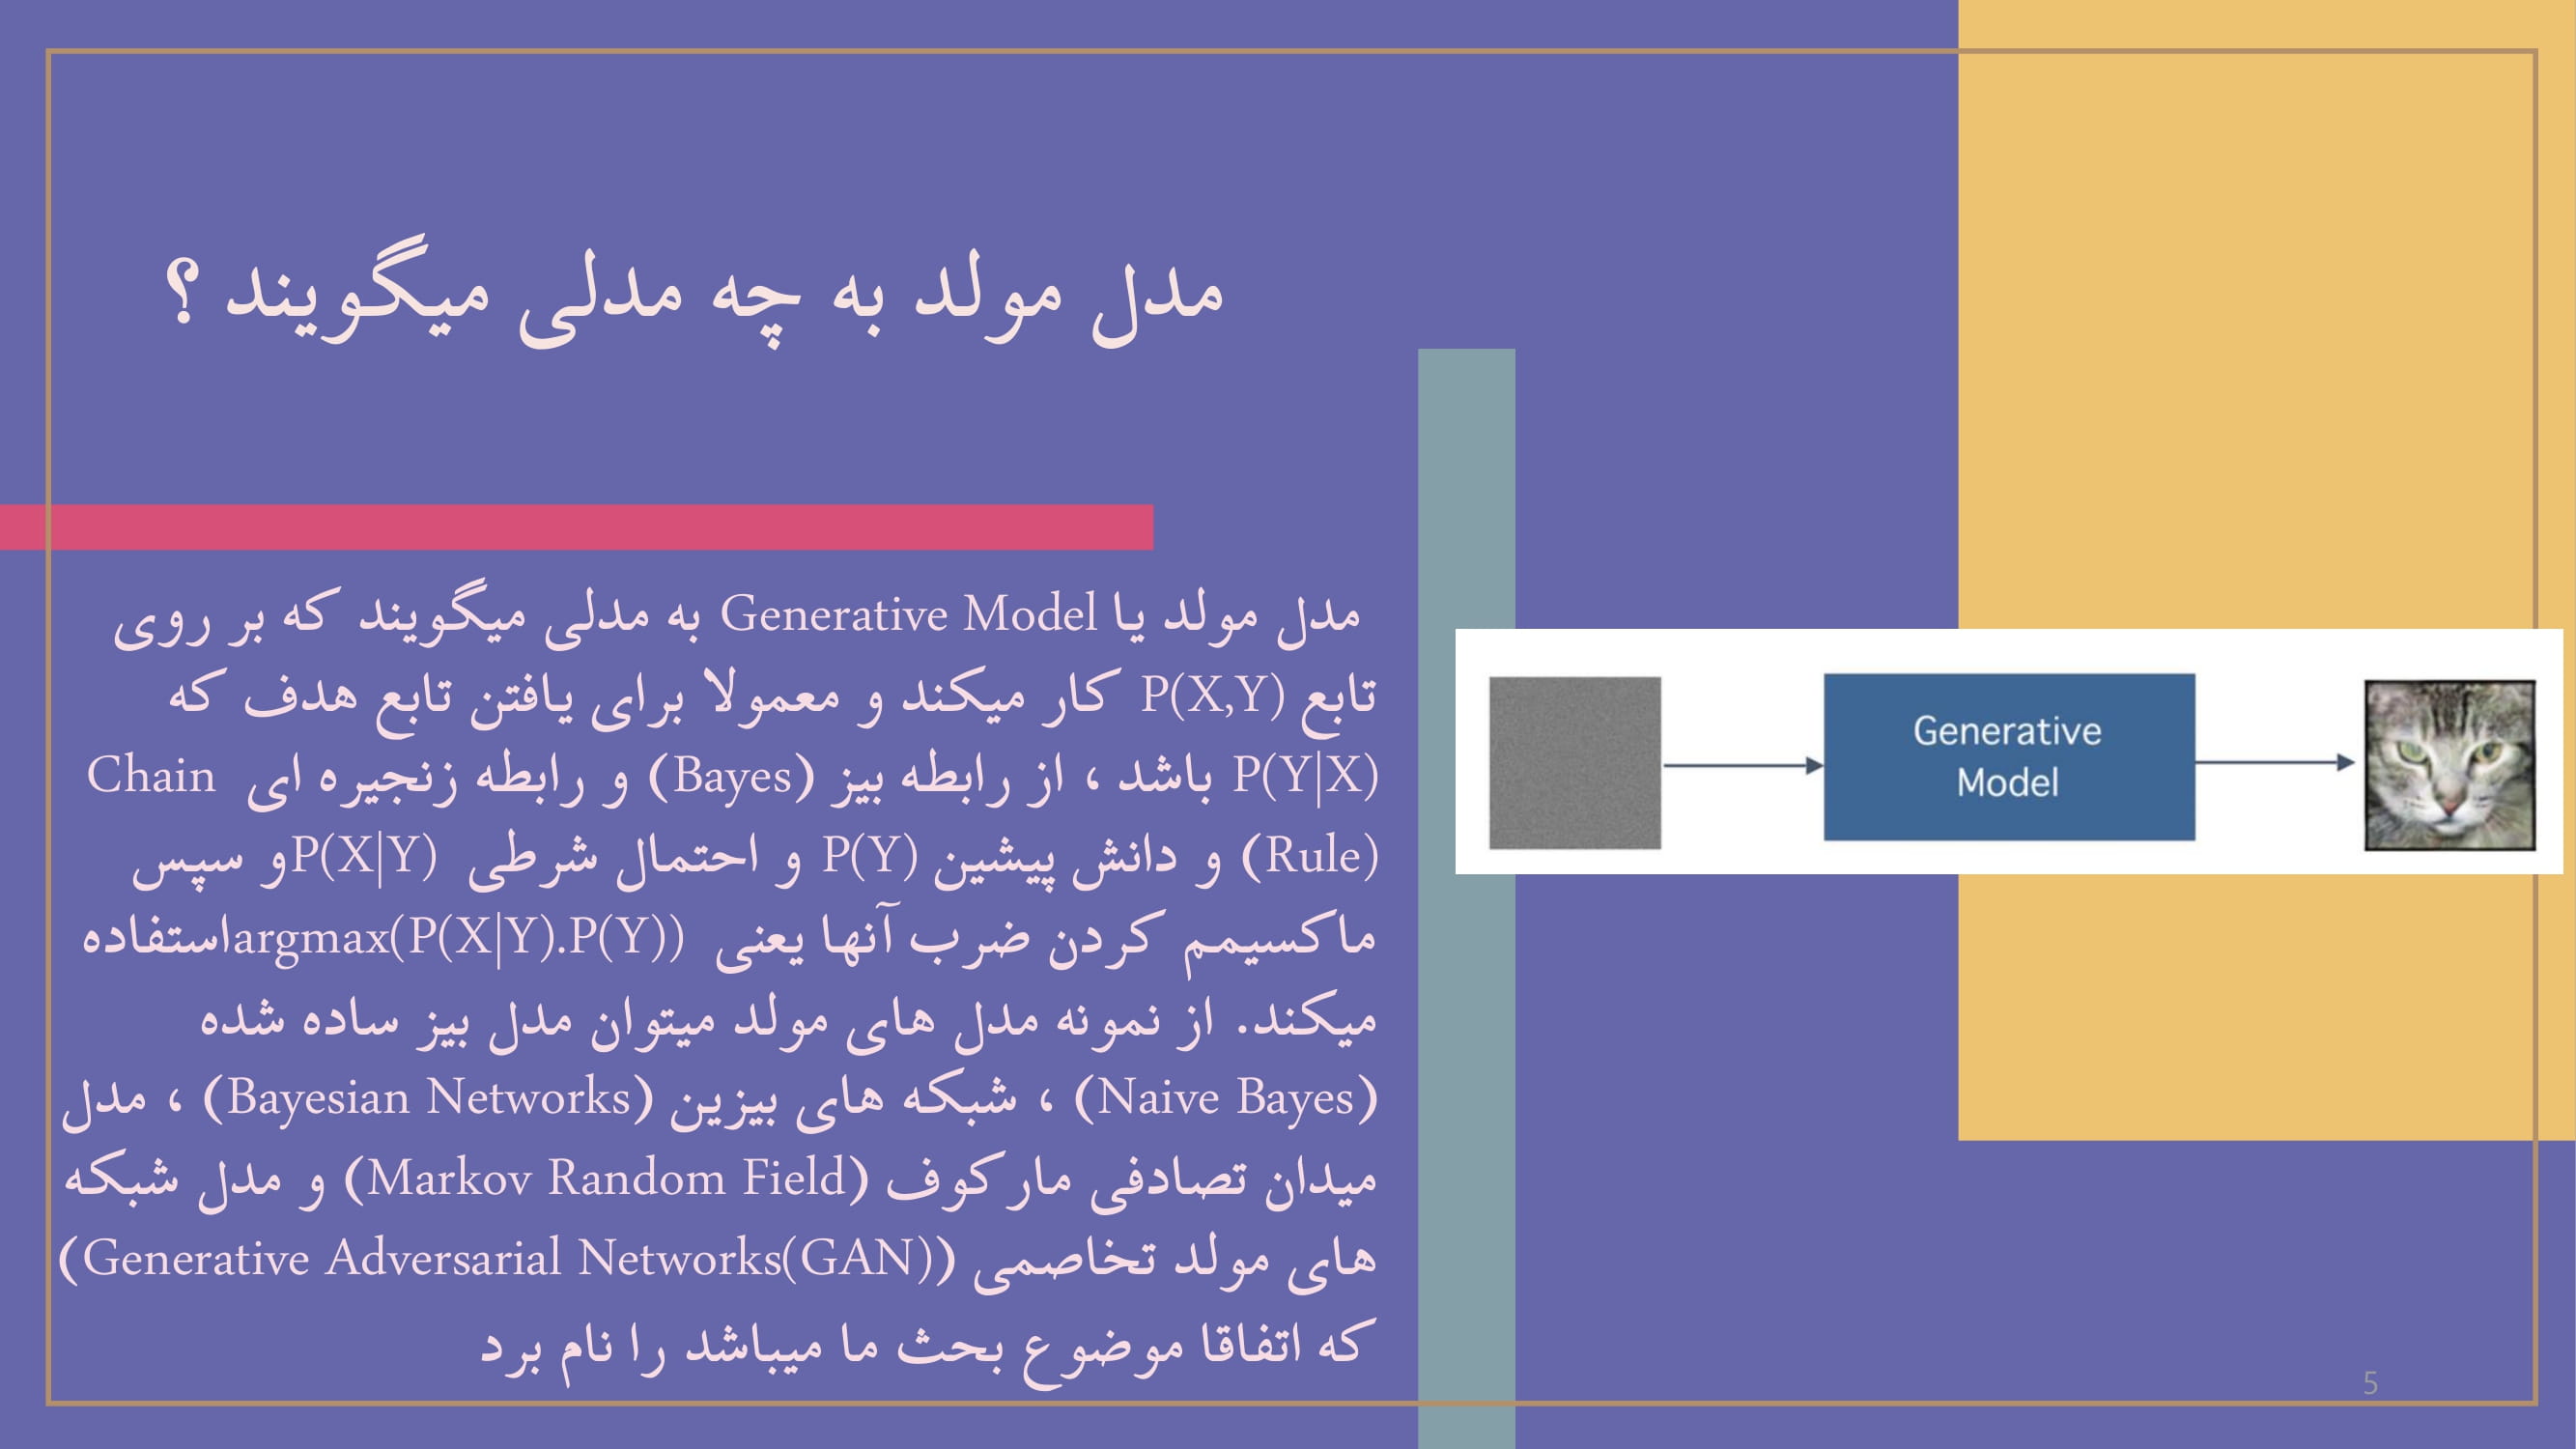 مدل مولد به چه مدلی میگویند ؟
مدل مولد یا Generative Model به مدلی میگویند که بر روی
تابع P(X,Y) کار میکند و معمولا برای یافتن تابع هدف که
P(Y|X) باشد ، از رابطه بیز (Bayes) و رابطه زنجیره ای Chain
Rule) و دانش پیشین P(Y) و احتمال شرطی P(X|Y)و سپس
ماکسیمم کردن ضرب آنها یعنی argmax(P(X|Y).P(Y))استفاده
میکند. از نمونه مدل های مولد میتوان مدل بیز ساده شده
(Naive Bayes) ، شبکه های بیزین (Bayesian Networks) ، مدل
میدان تصادفی مارکوف (Markov Random Field) و مدل شبکه
های مولد تخاصمی (Generative Adversarial Networks(GAN))
که اتفاقا موضوع بحث ما میباشد را نام برد
Generative
Model
5